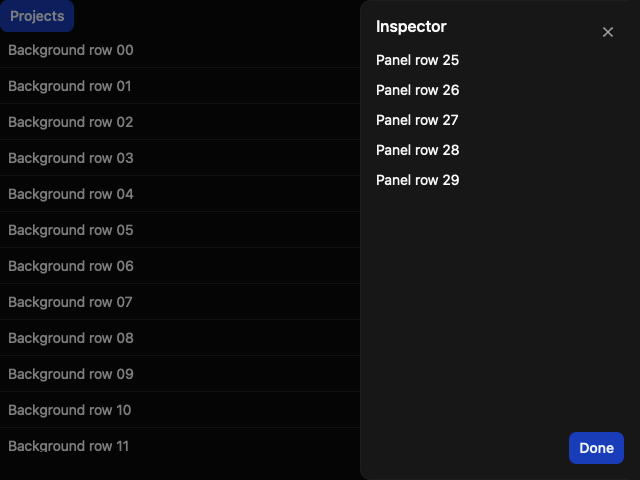 Projects
Background row 00
Background row 01
Background row 02
Background row 03
Background row 04
Background row 05
Background row 06
Background row 07
Background row 08
Background row 09
Background row 10
Background row 11
Inspector
Panel row 25
Panel row 26
Panel row 27
Panel row 28
Panel row 29
Done